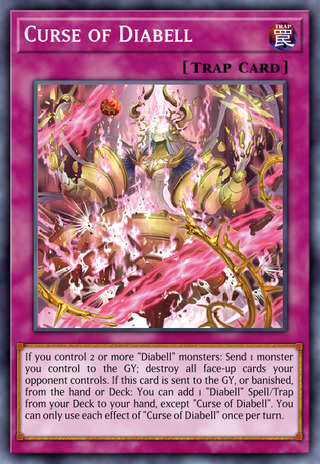 Curse of Diabell
TRAP
罠
[Trap Card]
If you control 2 or more "Diabell" monsters: Send 1 monster
you control to the GY; destroy all face-up cards your
opponent controls. If this card is sent to the GY, or banished,
from the hand or Deck: You can add 1 "Diabell" Spell/Trap
from your Deck to your hand, except "Curse of Diabell". You
can only use each effect of "Curse of Diabell" once per turn.